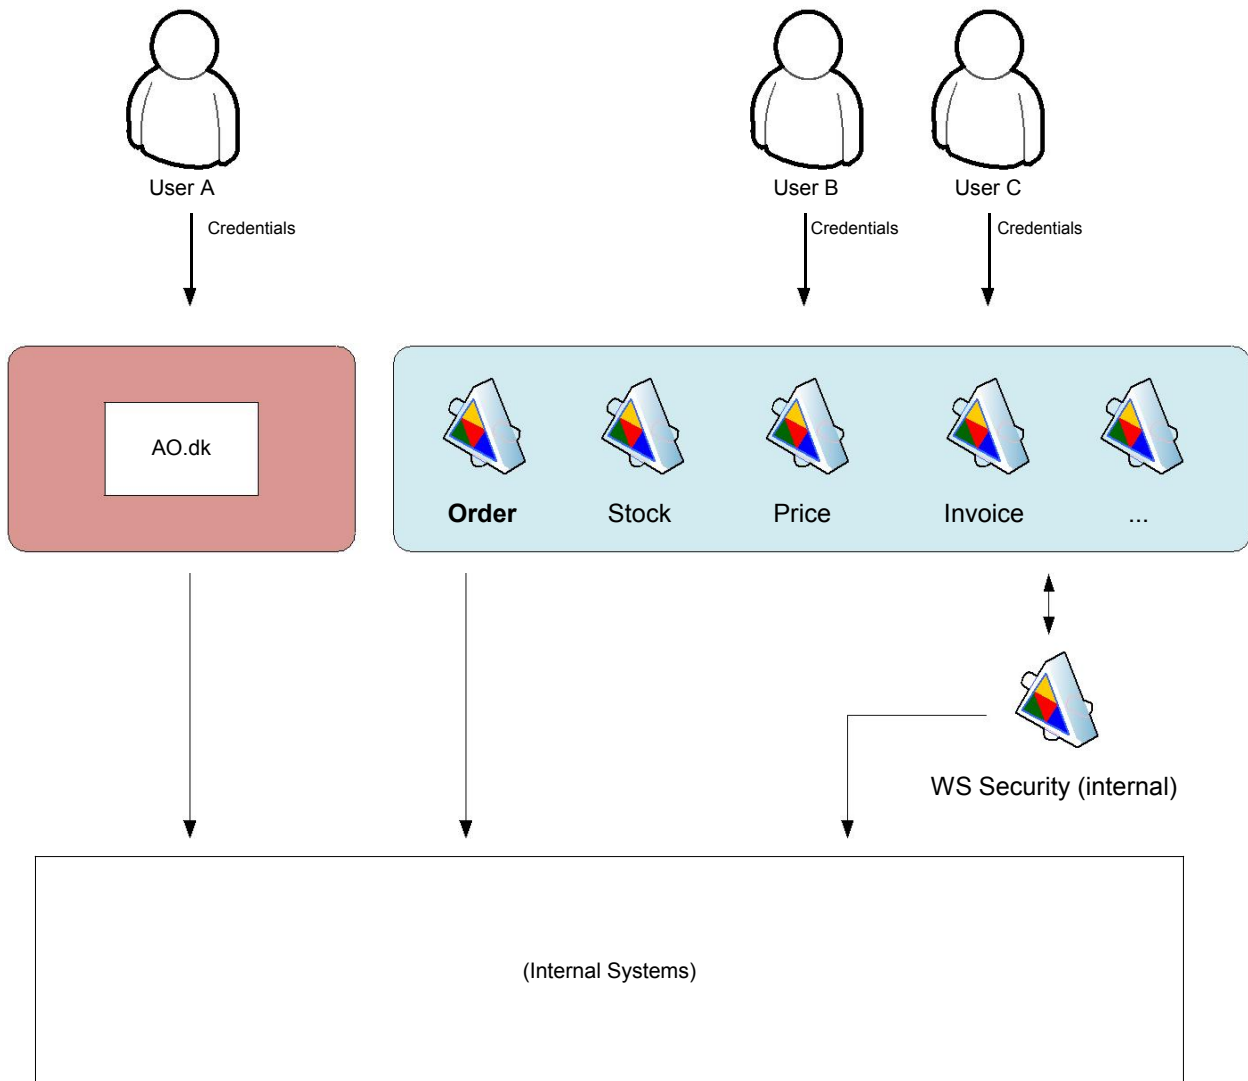 User A
User B
User C
Credentials
Credentials
Credentials
AO.dk
Order
Stock
Price
Invoice
...
WS Security (internal)
(Internal Systems)